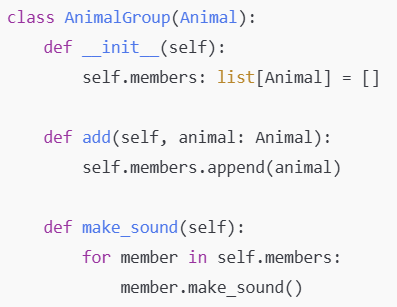 class AnimalGroup(Animal):
    def __init__(self):
        self.members: list[Animal] = []

    def add(self, animal: Animal):
        self.members.append(animal)

    def make_sound(self):
        for member in self.members:
            member.make_sound()